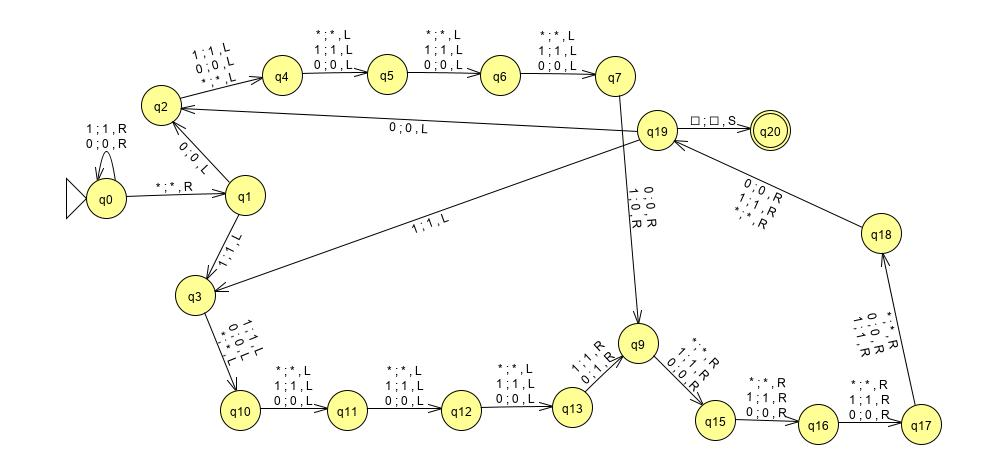 1 ; 1 , L
0 ; 0 , L
* ; * , L
* ; * , L
1 ; 1 , L
0 ; 0 , L
* ; * , L
1 ; 1 , L
0 ; 0 , L
* ; * , L
1 ; 1 , L
0 ; 0 , L
q4
q5
q6
q7
q2
1 ; 1 , R
0 ; 0 , R
0 ; 0 , L
q19
□ ; □ , S
q20
0 ; 0 , L
q0
* ; * , R
q1
0 ; 0 , R
1 ; 0 , R
0 ; 0 , R
1 ; 1 , R
* ; * , R
1 ; 1 , L
1 ; 1 , L
q18
q3
1 ; 1 , L
0 ; 0 , L
* ; * , L
* ; * , R
0 ; 0 , R
1 ; 1 , R
q9
1 ; 1 , R
0 ; 1 , R
* ; * , R
1 ; 1 , R
0 ; 0 , R
* ; * , L
1 ; 1 , L
0 ; 0 , L
* ; * , L
1 ; 1 , L
0 ; 0 , L
* ; * , L
1 ; 1 , L
0 ; 0 , L
* ; * , R
1 ; 1 , R
0 ; 0 , R
* ; * , R
1 ; 1 , R
0 ; 0 , R
q10
q11
q12
q13
q15
q16
q17